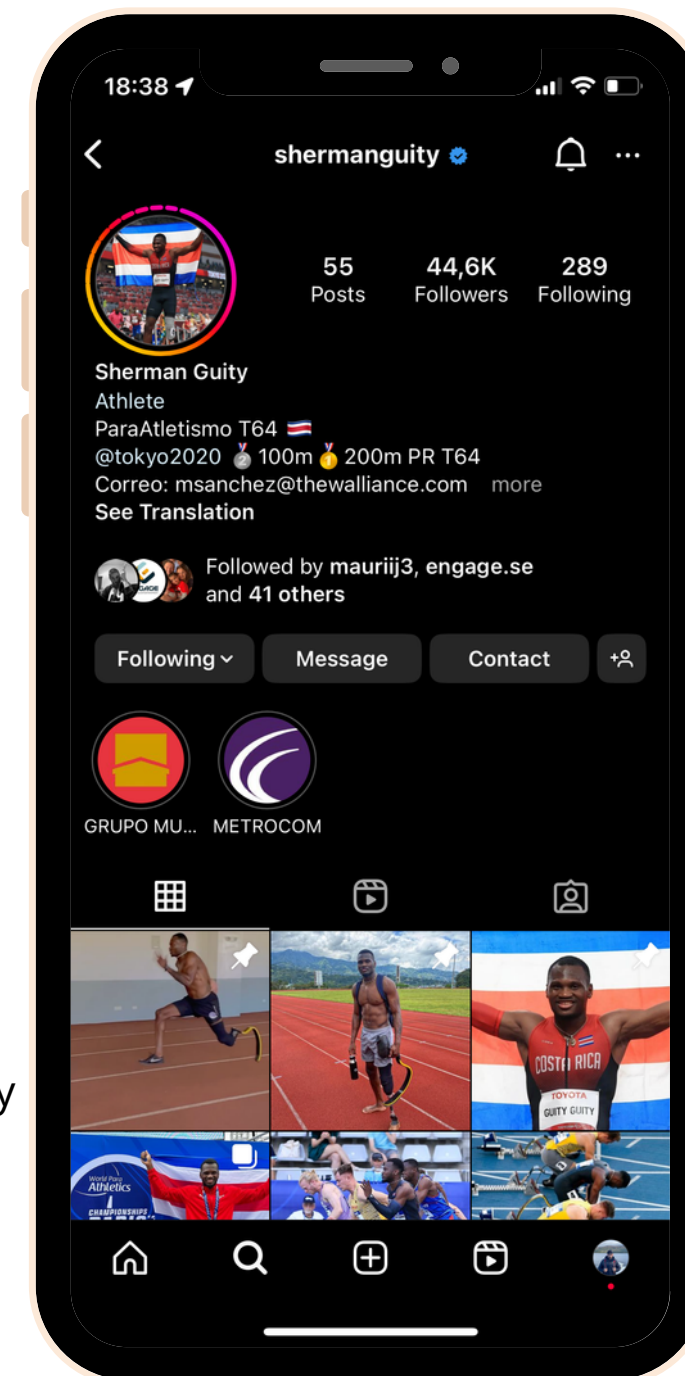 18:38
shermanguity
55 44,6K 289
Posts Followers Following
Sherman Guity
Athlete
ParaAtletismo T64 🇨🇷
@tokyo2020 🥈100m 🥇200m PR T64
Correo: msanchez@thewalliance.com more
See Translation
Followed by mauriij3, engage.se
and 41 others
Following Message Contact
GRUPO MU... METROCOM
COSTA RICA
TOYOTA
GUITY GUITY
y
World Para
Athletics
CHAMPIONSHIPS